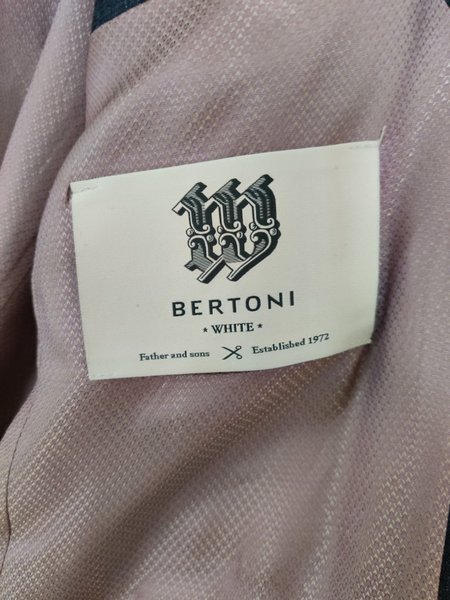 W
BERTONI
* WHITE *
Father and sons Established 1972